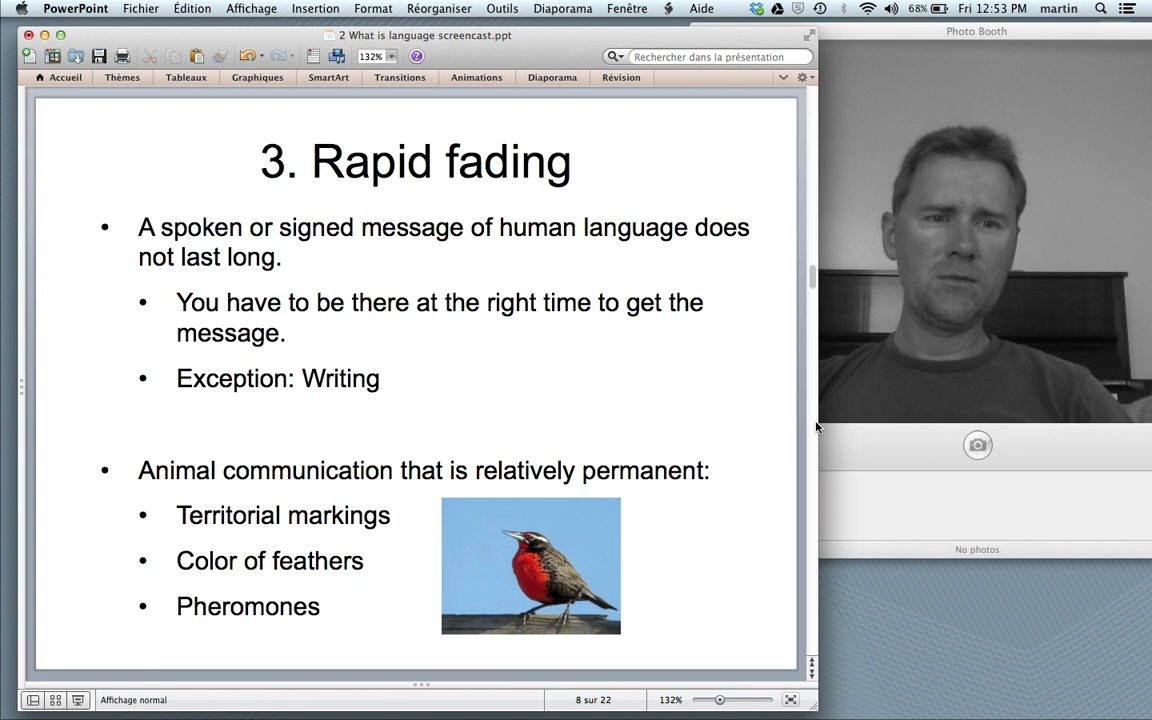 PowerPoint Fichier Édition Affichage Insertion Format Réorganiser Outils Diaporama Fenêtre Aide 68% Fri 12:53 PM martin
Photo Booth
2 What is language screencast.ppt
132% Rechercher dans la présentation
Accueil Thèmes Tableaux Graphiques SmartArt Transitions Animations Diaporama Révision
3. Rapid fading
• A spoken or signed message of human language does
not last long.
• You have to be there at the right time to get the
message.
• Exception: Writing
• Animal communication that is relatively permanent:
• Territorial markings
• Color of feathers
• Pheromones
No photos
Affichage normal 8 sur 22 132%